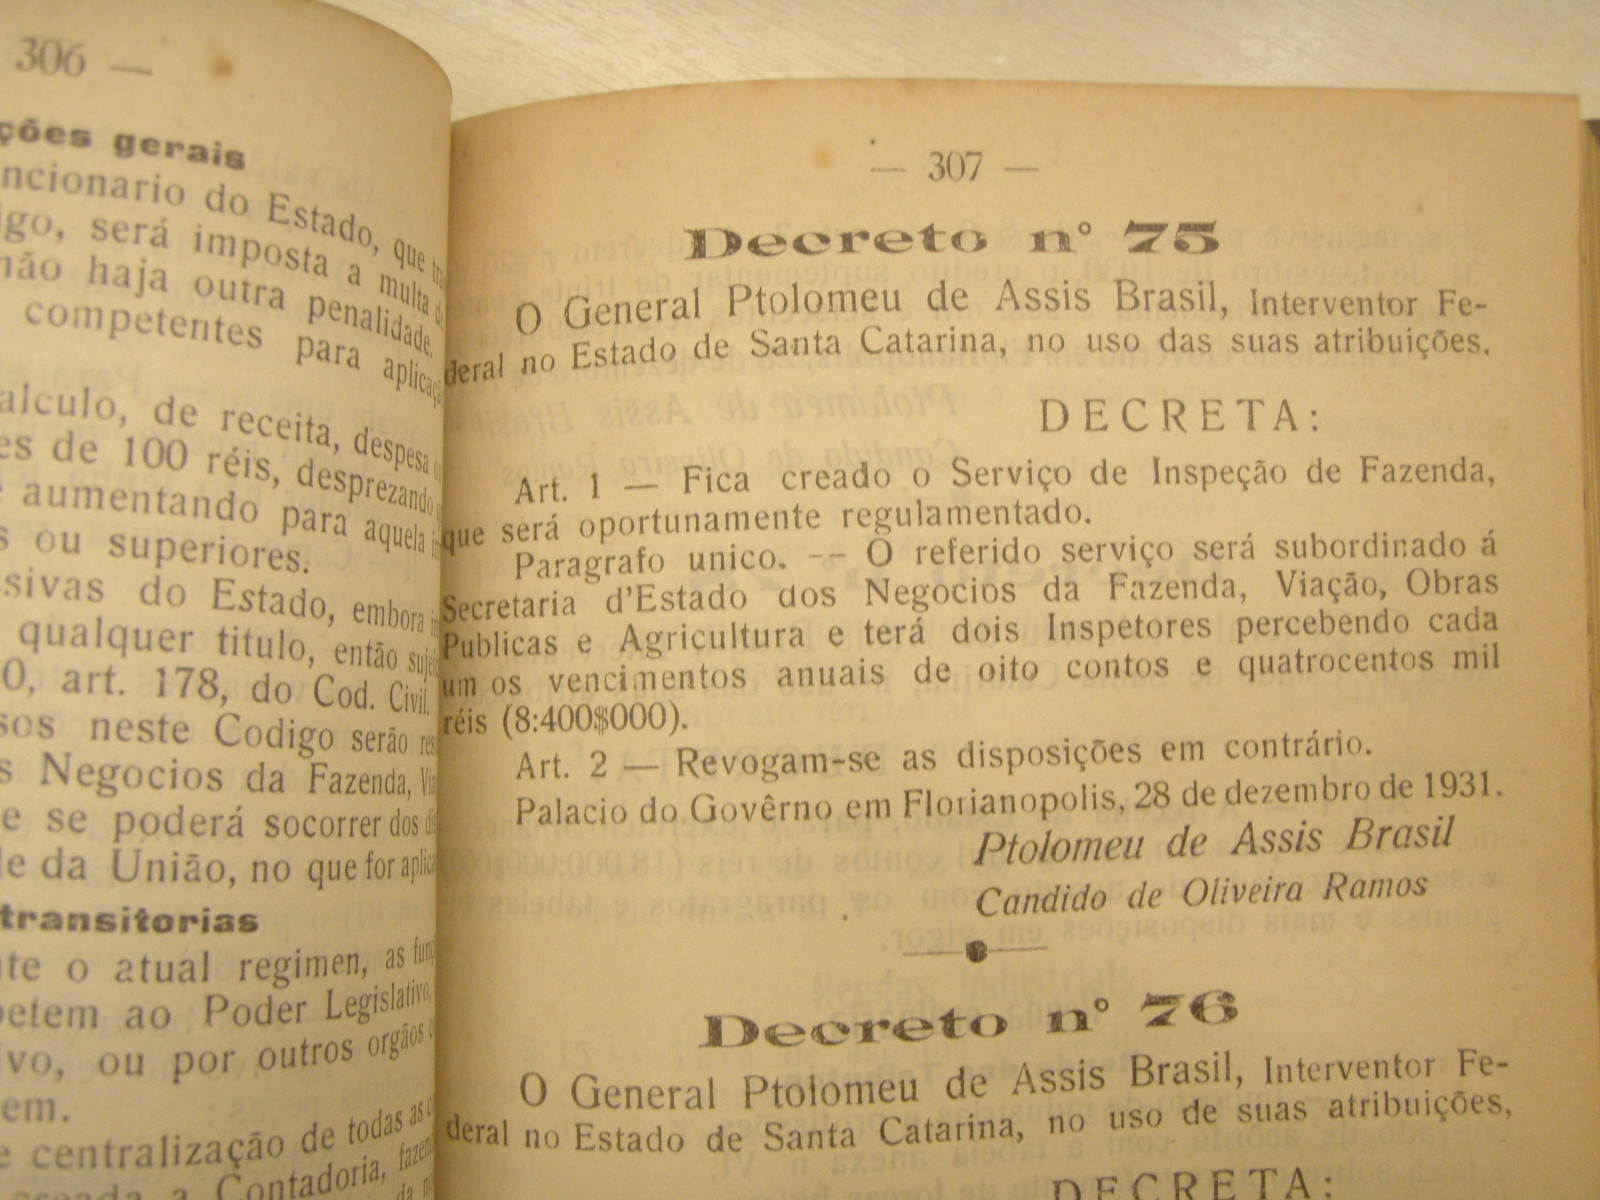 306 —
ções gerais
ncionario do Estado, que
igo, será imposta a multa de
não haja outra penalidade.
competentes para
alculo, de receita, despesa
es de 100 réis, desprezando
e aumentando para aquela
s ou superiores.
ssivas do Estado, embora
qualquer titulo, então
0, art. 178, do Cod. Civil.
sos neste Codigo serão
s Negocios da Fazenda,
e se poderá socorrer dos
de da União, no que for
transitorias
te o atual regimen, as
petem ao Poder Legislativo,
ivo, ou por outros orgãos
em.
e centralização de todas as
creada a Contadoria,
— 307 —
Decreto nº 75
O General Ptolomeu de Assis Brasil, Interventor Fe-
deral no Estado de Santa Catarina, no uso das suas atribuições,
DECRETA:
Art. 1 — Fica creado o Serviço de Inspeção de Fazenda,
que será oportunamente regulamentado.
Paragrafo unico. -- O referido serviço será subordinado á
Secretaria d'Estado dos Negocios da Fazenda, Viação, Obras
Publicas e Agricultura e terá dois Inspetores percebendo cada
um os vencimentos anuais de oito contos e quatrocentos mil
réis (8:400$000).
Art. 2 — Revogam-se as disposições em contrário.
Palacio do Govêrno em Florianopolis, 28 de dezembro de 1931.
Ptolomeu de Assis Brasil
Candido de Oliveira Ramos
Decreto nº 76
O General Ptolomeu de Assis Brasil, Interventor Fe-
deral no Estado de Santa Catarina, no uso de suas atribuições,
DECRETA: